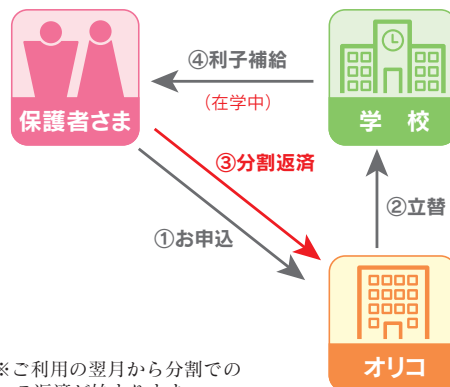 ④利子補給
(在学中)
保護者さま
学 校
③分割返済
②立替
①お申込
※ご利用の翌月から分割での
オリコ